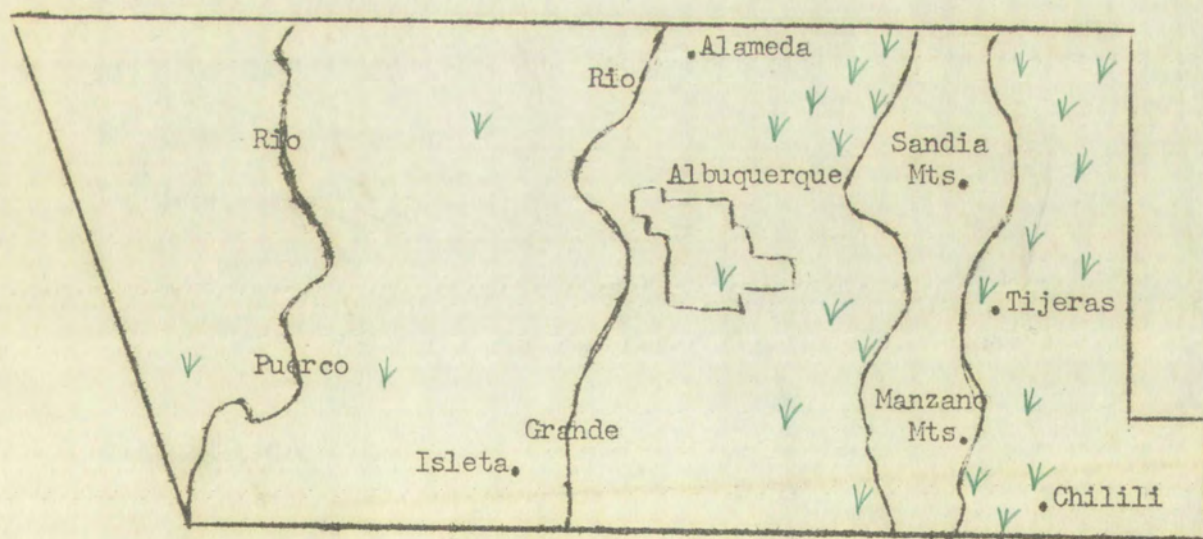 Alameda
Rio
Rio
Sandia
Mts.
Albuquerque
Tijeras
Puerco
Manzano
Mts.
Grande
Isleta
Chilili